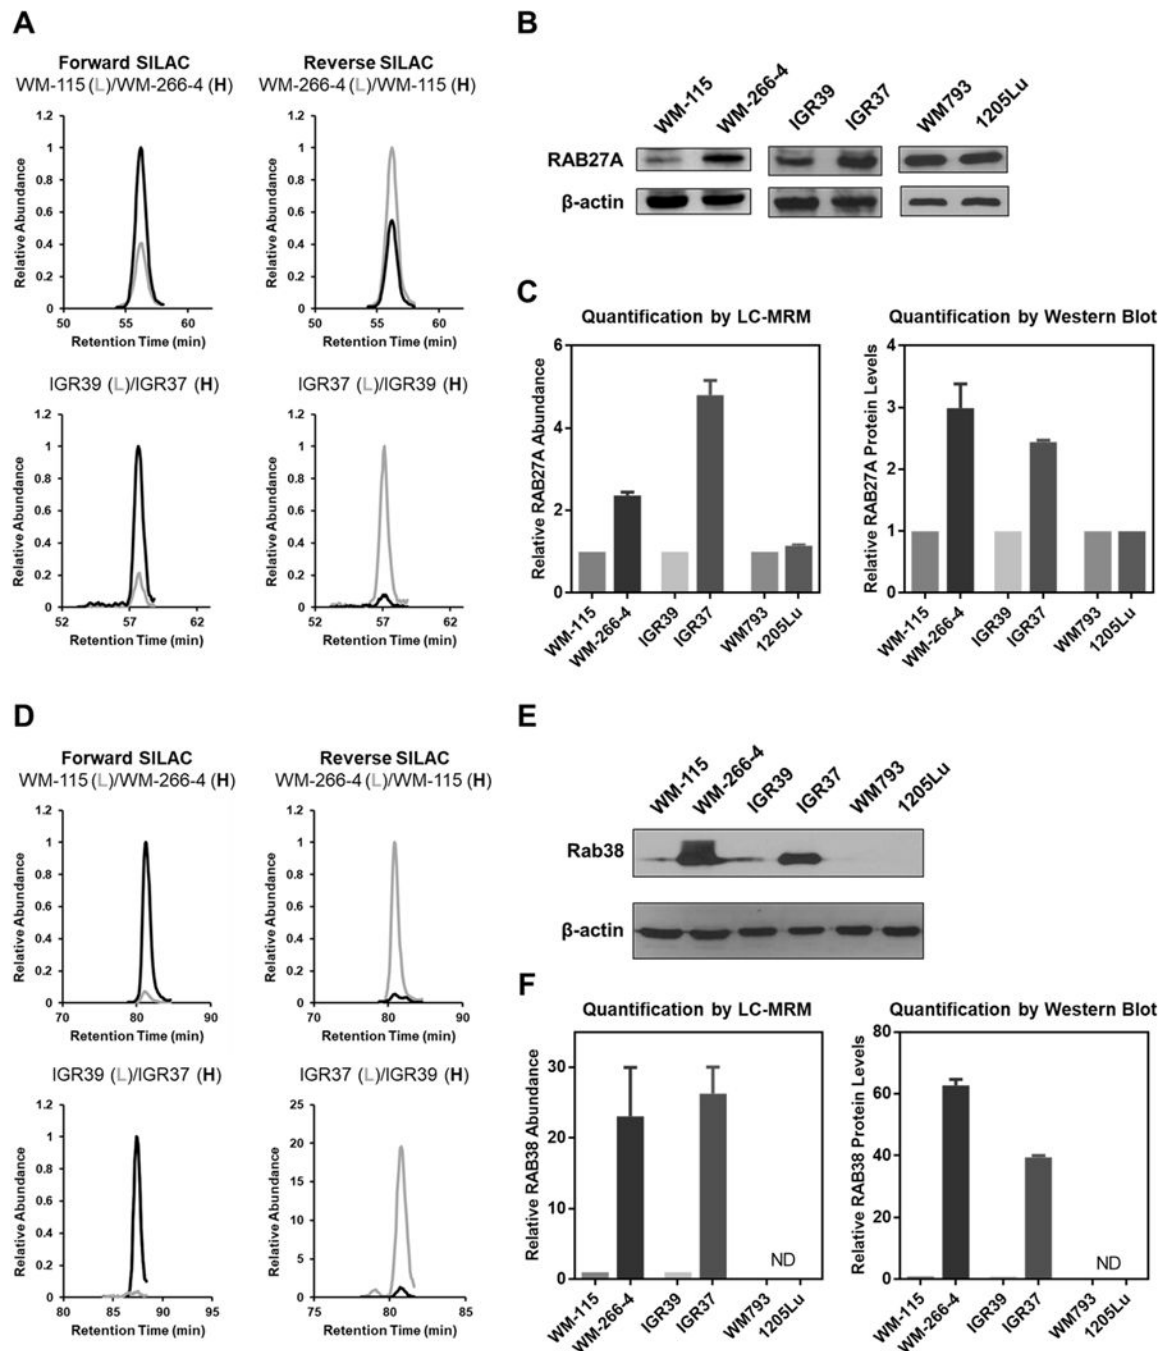 A
Forward SILAC
WM-115 (L)/WM-266-4 (H)
Relative Abundance
1.2
1
0.8
0.6
0.4
0.2
0
50
55
60
Retention Time (min)
Reverse SILAC
WM-266-4 (L)/WM-115 (H)
Relative Abundance
1.2
1
0.8
0.6
0.4
0.2
0
50
55
60
Retention Time (min)
IGR39 (L)/IGR37 (H)
Relative Abundance
1.2
1
0.8
0.6
0.4
0.2
0
52
57
62
Retention Time (min)
IGR37 (L)/IGR39 (H)
Relative Abundance
1.2
1
0.8
0.6
0.4
0.2
0
52
57
62
Retention Time (min)
B
WM-115
WM-266-4
IGR39
IGR37
WM793
1205Lu
RAB27A
β-actin
C
Quantification by LC-MRM
Relative RAB27A Abundance
6
4
2
0
WM-115
WM-266-4
IGR39
IGR37
WM793
1205Lu
Quantification by Western Blot
Relative RAB27A Protein Levels
4
3
2
1
0
WM-115
WM-266-4
IGR39
IGR37
WM793
1205Lu
D
Forward SILAC
WM-115 (L)/WM-266-4 (H)
Relative Abundance
1.2
1
0.8
0.6
0.4
0.2
0
70
80
90
Retention Time (min)
Reverse SILAC
WM-266-4 (L)/WM-115 (H)
Relative Abundance
1.2
1
0.8
0.6
0.4
0.2
0
70
80
90
Retention Time (min)
IGR39 (L)/IGR37 (H)
Relative Abundance
1.2
1
0.8
0.6
0.4
0.2
0
80
85
90
95
Retention Time (min)
IGR37 (L)/IGR39 (H)
Relative Abundance
25
20
15
10
5
0
75
80
85
Retention Time (min)
E
WM-115
WM-266-4
IGR39
IGR37
WM793
1205Lu
Rab38
β-actin
F
Quantification by LC-MRM
Relative RAB38 Abundance
30
20
10
0
ND
WM-115
WM-266-4
IGR39
IGR37
WM793
1205Lu
Quantification by Western Blot
Relative RAB38 Protein Levels
80
60
40
20
0
ND
WM-115
WM-266-4
IGR39
IGR37
WM793
1205Lu